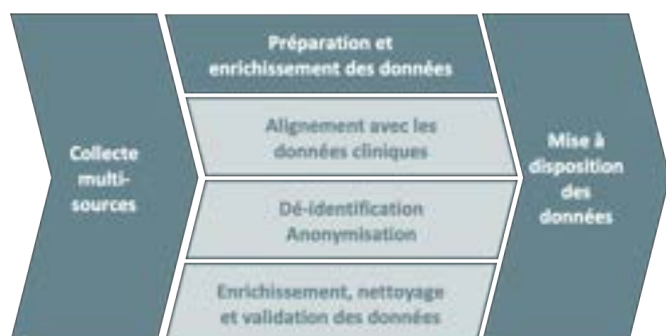 Collecte
multi-
sources
Préparation et
enrichissement des données
Alignement avec les
données cliniques
Dé-identification
Anonymisation
Enrichissement, nettoyage
et validation des données
Mise à
disposition
des
données